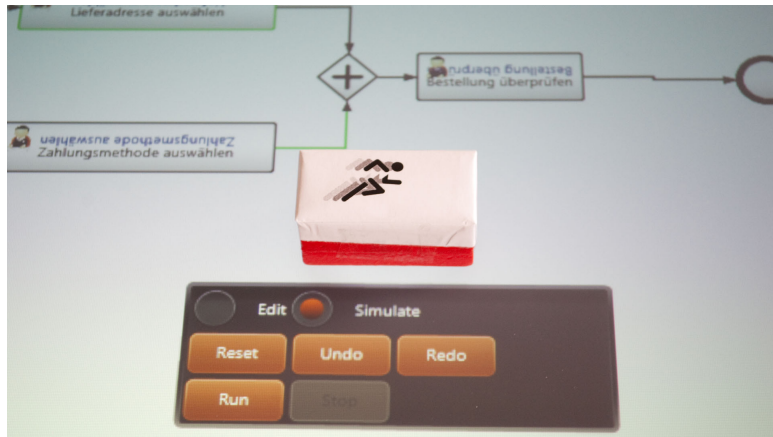 Lieferadresse auswählen
Bestellung überprüfen
Bestellung überprüfen
Zahlungsmethode auswählen
Zahlungsmethode auswählen
Edit Simulate
Reset Undo Redo
Run Stop